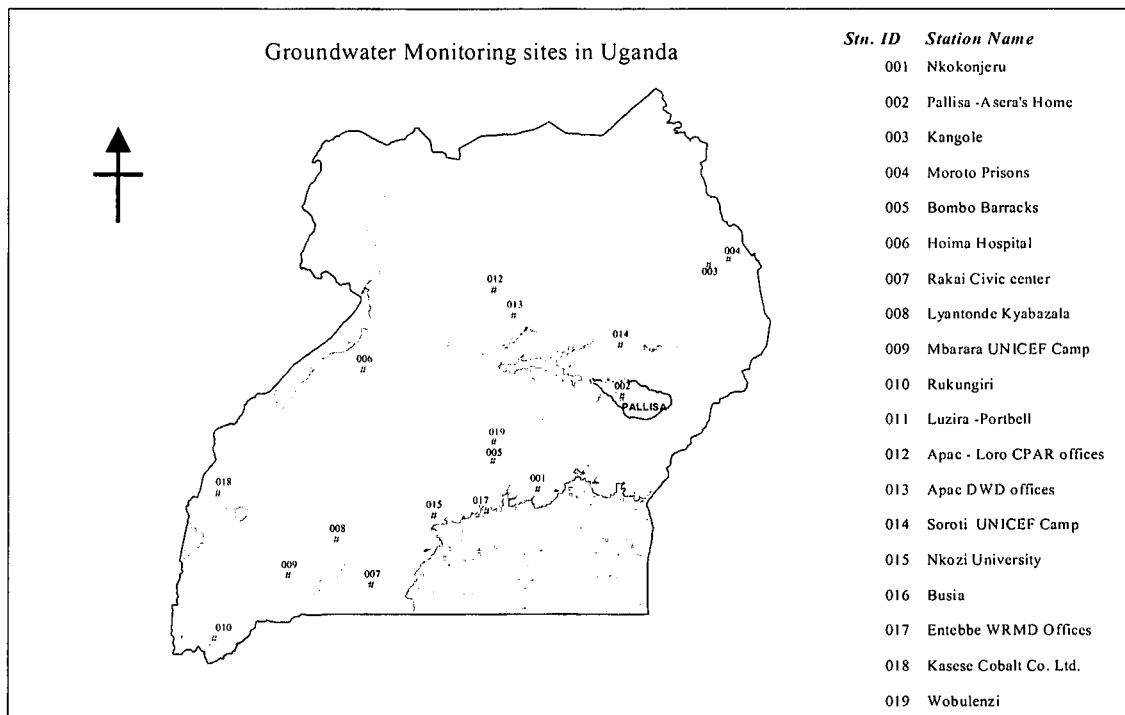 Groundwater Monitoring sites in Uganda
Stn. ID Station Name
001 Nkokonjeru
002 Pallisa -Asera's Home
003 Kangole
004 Moroto Prisons
005 Bombo Barracks
006 Hoima Hospital
007 Rakai Civic center
008 Lyantonde Kyabazala
009 Mbarara UNICEF Camp
010 Rukungiri
011 Luzira -Portbell
012 Apac - Loro CPAR offices
013 Apac DWD offices
014 Soroti UNICEF Camp
015 Nkozi University
016 Busia
017 Entebbe WRMD Offices
018 Kasese Cobalt Co. Ltd.
019 Wobulenzi
004
#
#
003
012
#
013
#
014
#
006
#
002
#
PALLISA
019
#
005
#
018
#
001
#
015
#
017
#
008
#
009
#
007
#
010
#